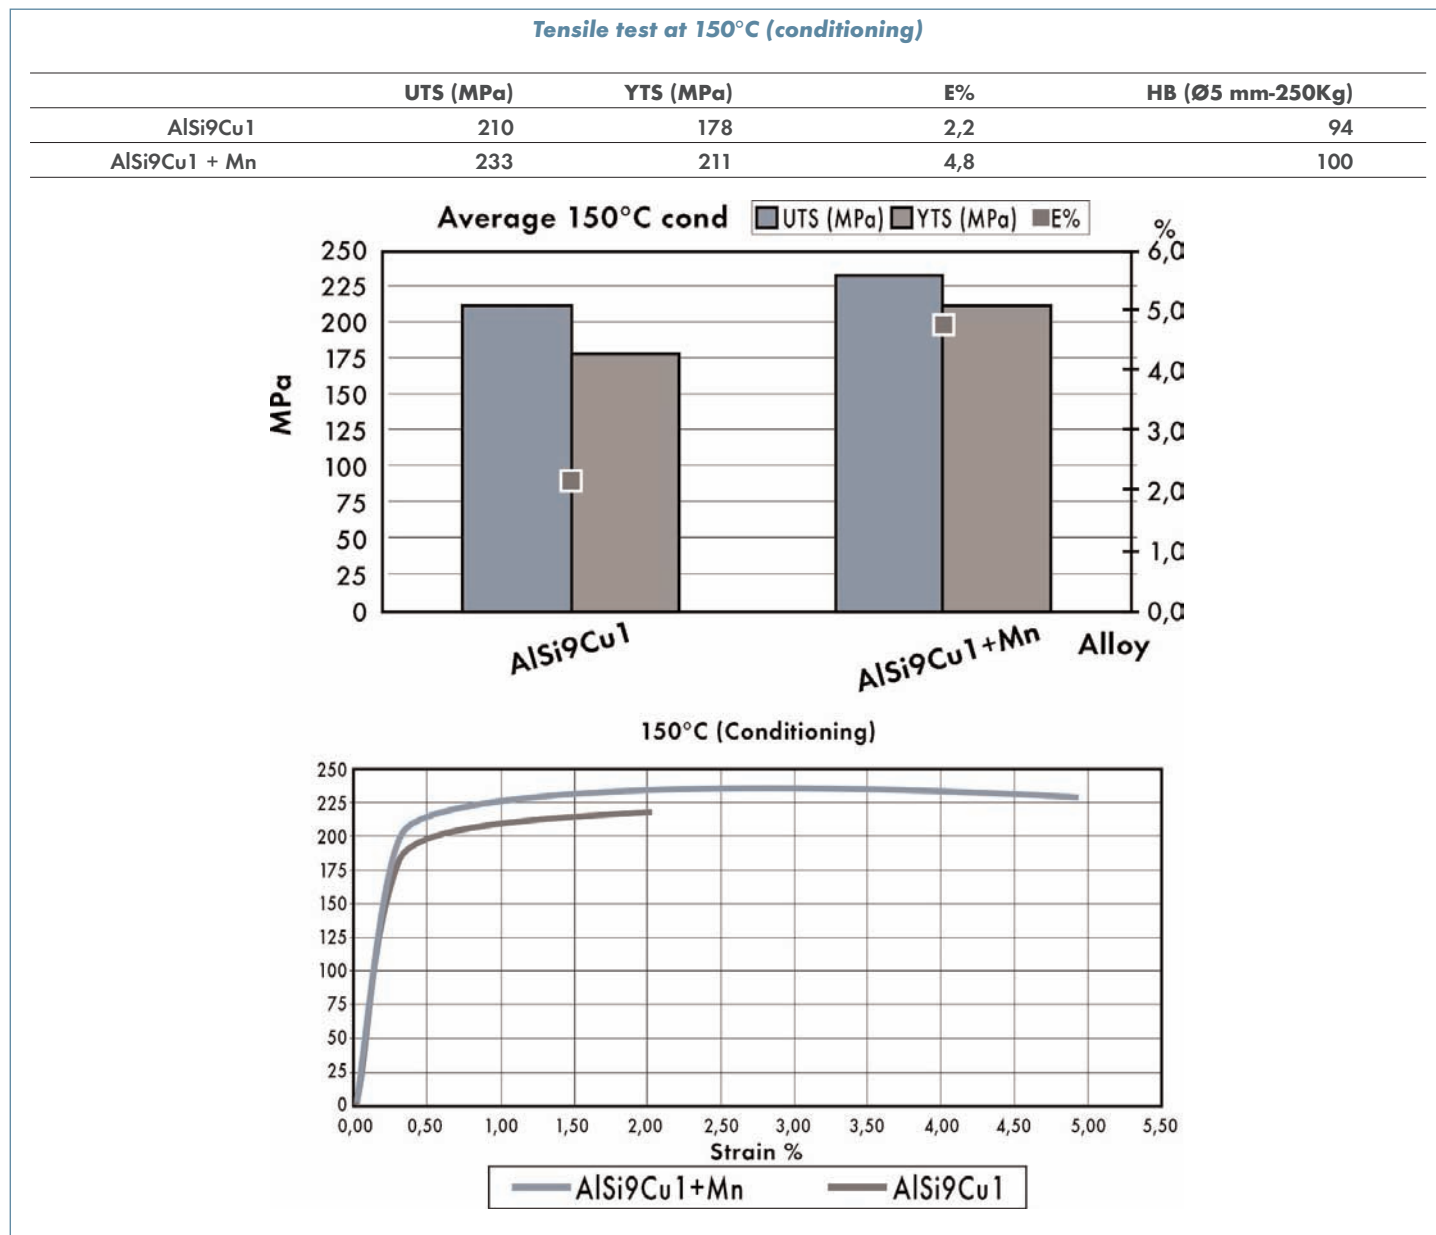 Tensile test at 150°C (conditioning)
UTS (MPa) YTS (MPa) E% HB (Ø5 mm-250Kg)
AlSi9Cu1 210 178 2,2 94
AlSi9Cu1 + Mn 233 211 4,8 100
Average 150°C cond UTS (MPa) YTS (MPa) E%
%
250 6,0
225
200 5,0
175
150 4,0
MPa
125 3,0
100
75 2,0
50
25 1,0
0 0,0
AlSi9Cu1 AlSi9Cu1+Mn Alloy
150°C (Conditioning)
250
225
200
175
150
125
100
75
50
25
0
0,00 0,50 1,00 1,50 2,00 2,50 3,00 3,50 4,00 4,50 5,00 5,50
Strain %
AlSi9Cu1+Mn AlSi9Cu1